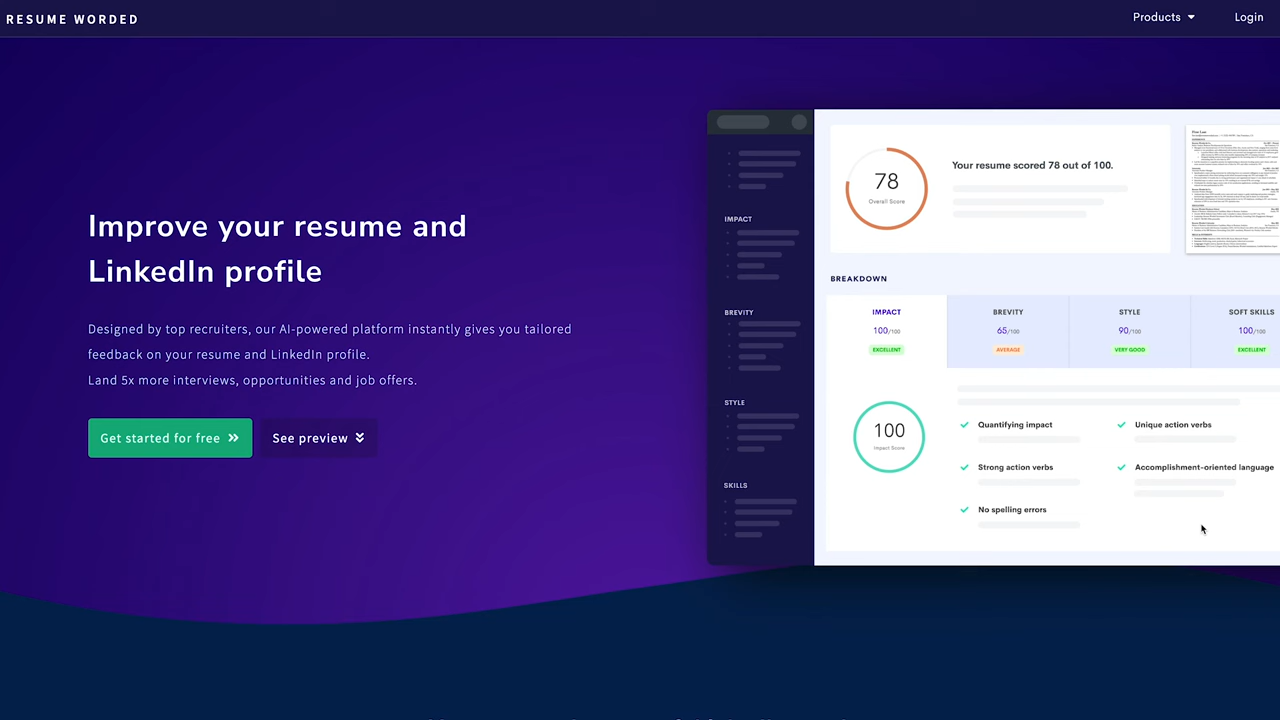 RESUME WORDED
Products
Login
Improve your resume and
LinkedIn profile
Designed by top recruiters, our AI-powered platform instantly gives you tailored
feedback on your resume and LinkedIn profile.
Land 5x more interviews, opportunities and job offers.
Get started for free
See preview
IMPACT
BREVITY
STYLE
SKILLS
78
Overall Score
Your resume scored 78 out of 100.
BREAKDOWN
IMPACT
100/100
EXCELLENT
BREVITY
65/100
AVERAGE
STYLE
90/100
VERY GOOD
SOFT SKILLS
100/100
EXCELLENT
100
Impact Score
Quantifying impact
Unique action verbs
Strong action verbs
Accomplishment-oriented language
No spelling errors